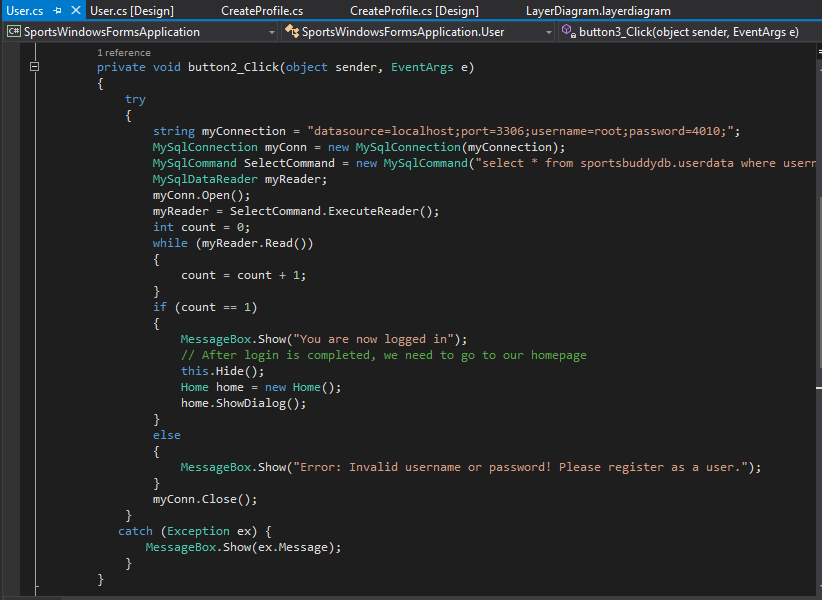 User.cs User.cs [Design] CreateProfile.cs CreateProfile.cs [Design] LayerDiagram.layerdiagram
C# SportsWindowsFormsApplication SportsWindowsFormsApplication.User button3_Click(object sender, EventArgs e)
1 reference
private void button2_Click(object sender, EventArgs e)
{
try
{
string myConnection = "datasource=localhost;port=3306;username=root;password=4010;";
MySqlConnection myConn = new MySqlConnection(myConnection);
MySqlCommand SelectCommand = new MySqlCommand("select * from sportsbuddydb.userdata where usern
MySqlDataReader myReader;
myConn.Open();
myReader = SelectCommand.ExecuteReader();
int count = 0;
while (myReader.Read())
{
count = count + 1;
}
if (count == 1)
{
MessageBox.Show("You are now logged in");
// After login is completed, we need to go to our homepage
this.Hide();
Home home = new Home();
home.ShowDialog();
}
else
{
MessageBox.Show("Error: Invalid username or password! Please register as a user.");
}
myConn.Close();
}
catch (Exception ex) {
MessageBox.Show(ex.Message);
}
}